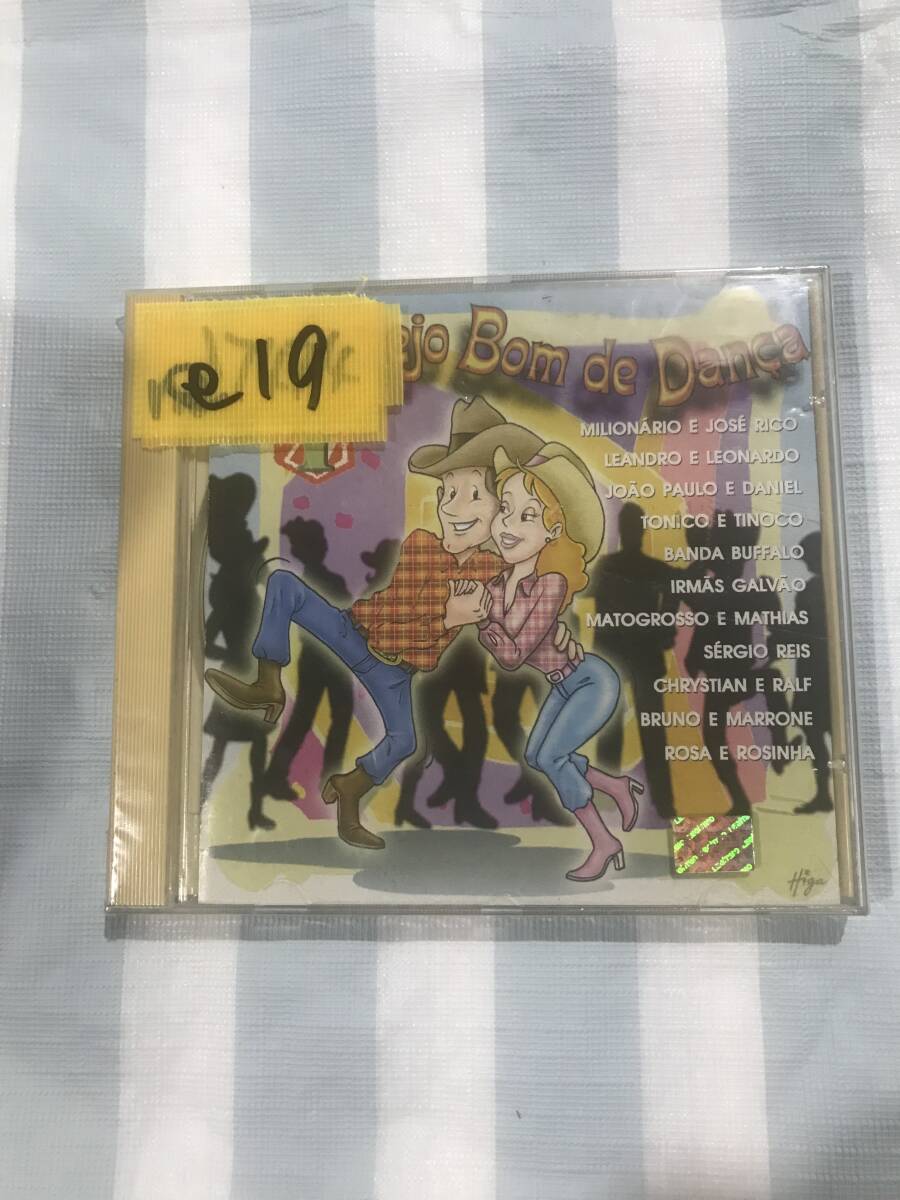 e19
ejo Bom de Dança
1
MILIONÁRIO E JOSÉ RICO
LEANDRO E LEONARDO
JOÃO PAULO E DANIEL
TONICO E TINOCO
BANDA BUFFALO
IRMÃS GALVÃO
MATOGROSSO E MATHIAS
SÉRGIO REIS
CHRYSTIAN E RALF
BRUNO E MARRONE
ROSA E ROSINHA
Higa